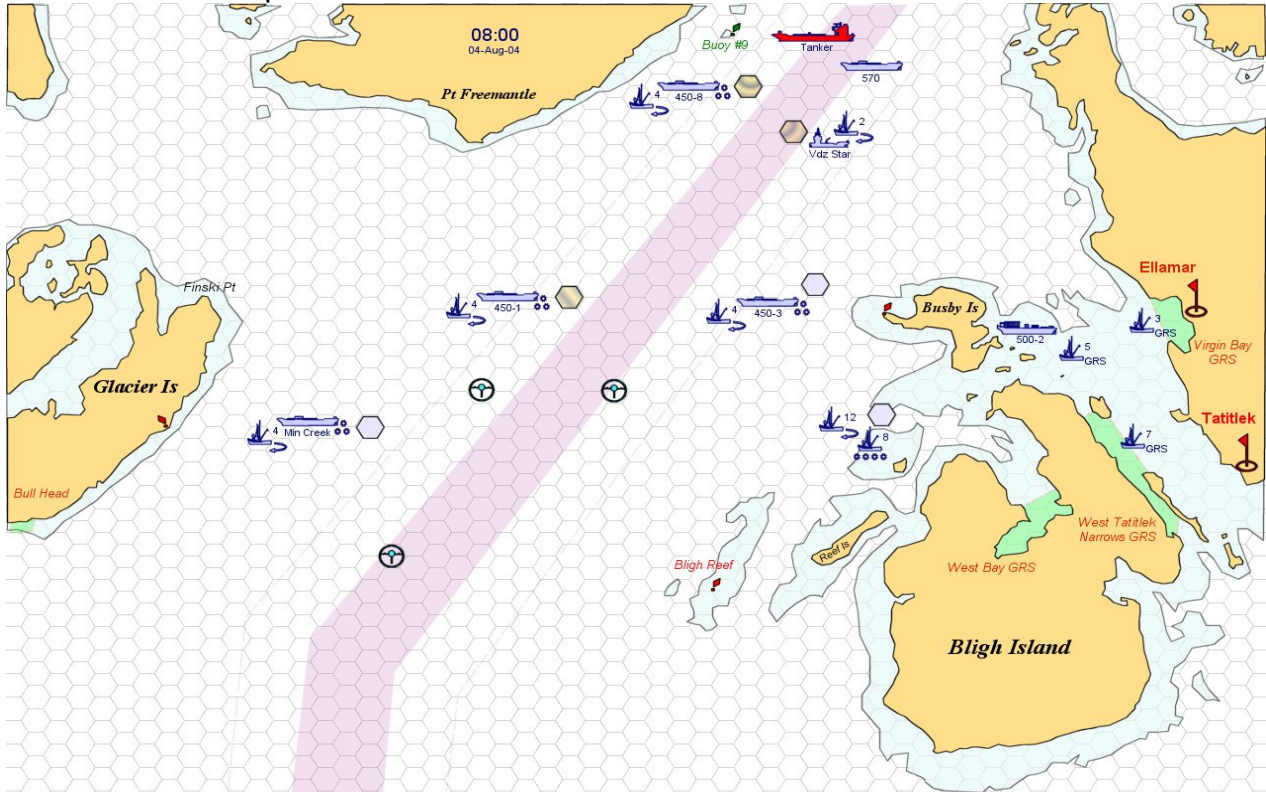 08:00
04-Aug-04
Buoy #9
Tanker
570
Pt Freemantle
4
450-8
2
Vdz Star
Finski Pt
Ellamar
4
450-1
4
450-3
Busby Is
500-2
3
GRS
5
GRS
Virgin Bay
GRS
Glacier Is
4
Min Creek
12
8
7
GRS
Tatitlek
Bull Head
Bligh Reef
Reef Is
West Bay GRS
West Tatitlek
Narrows GRS
Bligh Island